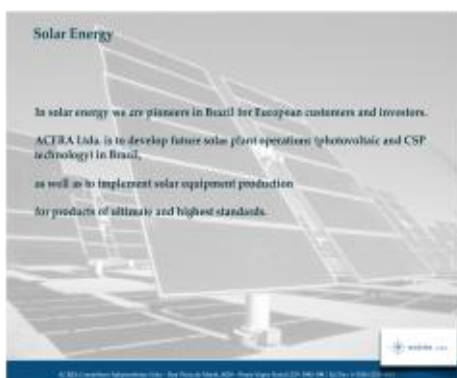 Solar Energy
In solar energy we are pioneers in Brazil for European customers and investors.
ACERA Ltda. is to develop future solar plant operations (photovoltaic and CSP
technology) in Brazil,
as well as to implement solar equipment production
for products of ultimate and highest standards.